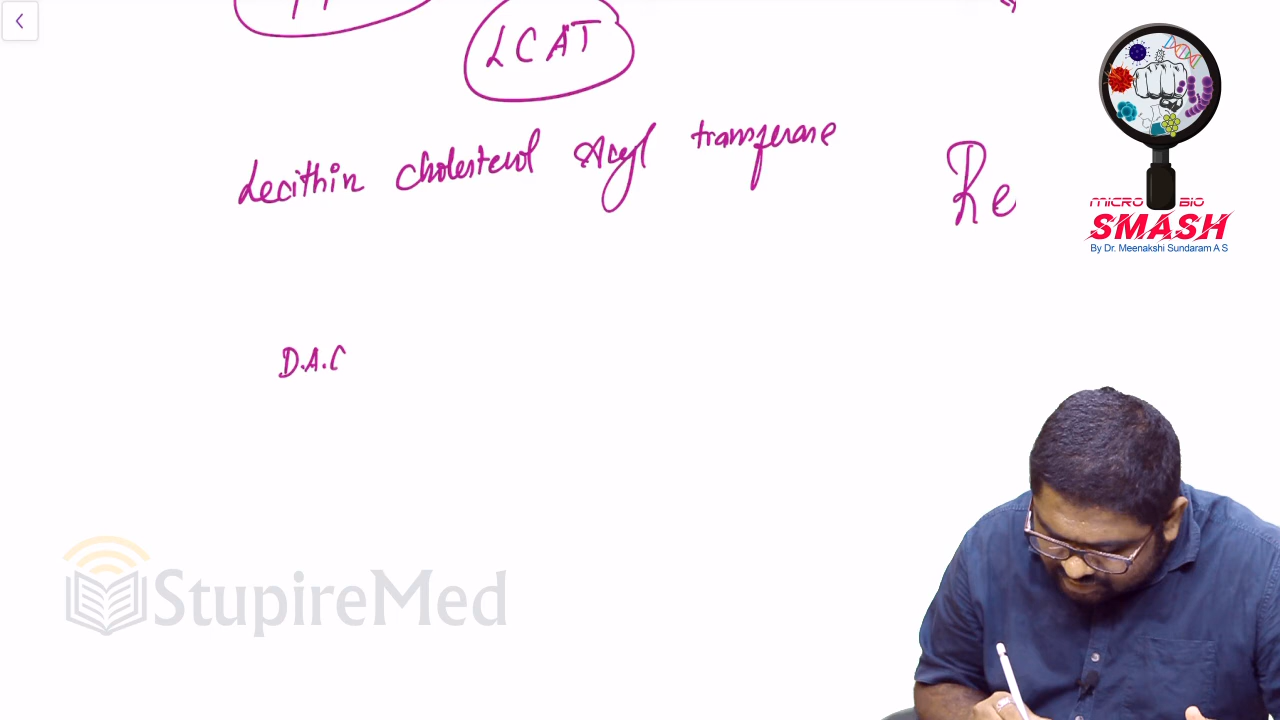 LCAT
Lecithin cholesterol Acyl transferase
Re
D.A.C
MICRO BIO
SMASH
By Dr. Meenakshi Sundaram A S
StupireMed